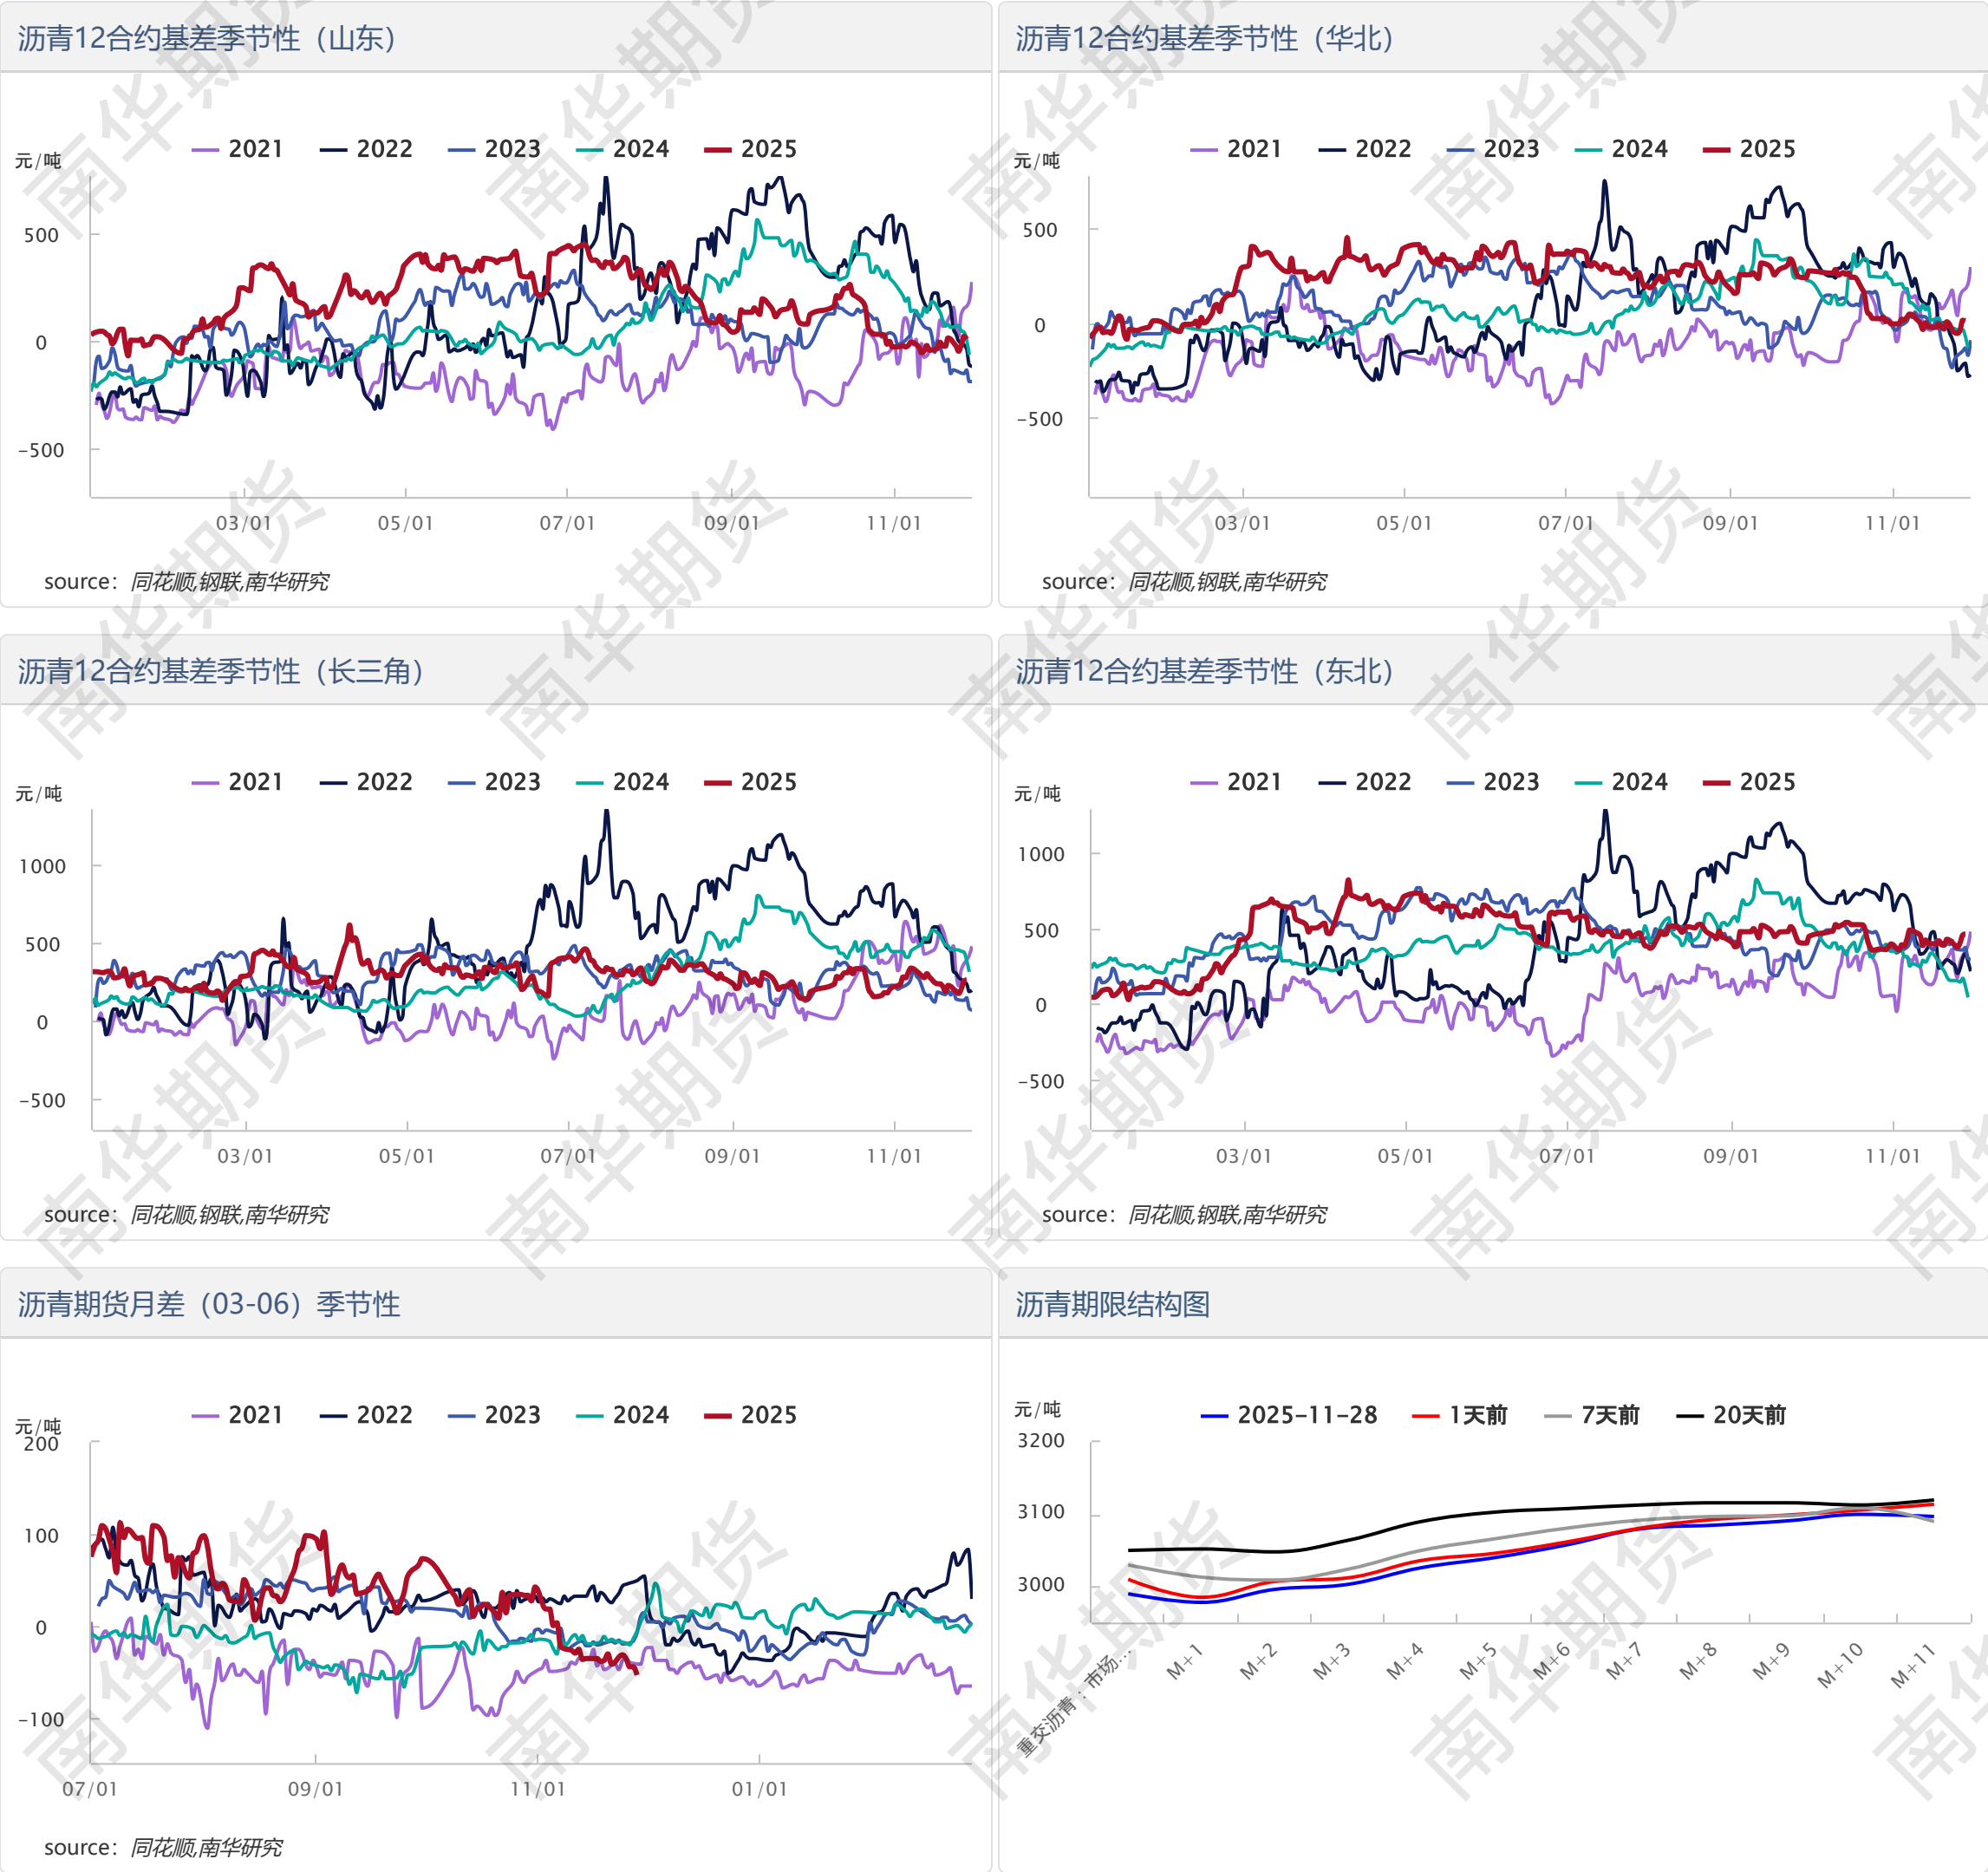 沥青12合约基差季节性（山东）
元/吨
2021 2022 2023 2024 2025
500
0
-500
03/01 05/01 07/01 09/01 11/01
source：同花顺,钢联,南华研究
沥青12合约基差季节性（华北）
元/吨
2021 2022 2023 2024 2025
500
0
-500
03/01 05/01 07/01 09/01 11/01
source：同花顺,钢联,南华研究
沥青12合约基差季节性（长三角）
元/吨
2021 2022 2023 2024 2025
1000
500
0
-500
03/01 05/01 07/01 09/01 11/01
source：同花顺,钢联,南华研究
沥青12合约基差季节性（东北）
元/吨
2021 2022 2023 2024 2025
1000
500
0
-500
03/01 05/01 07/01 09/01 11/01
source：同花顺,钢联,南华研究
沥青期货月差（03-06）季节性
元/吨
2021 2022 2023 2024 2025
200
100
0
-100
07/01 09/01 11/01 01/01
source：同花顺,南华研究
沥青期限结构图
元/吨
2025-11-28 1天前 7天前 20天前
3200
3100
3000
重交沥青：市场... M+1 M+2 M+3 M+4 M+5 M+6 M+7 M+8 M+9 M+10 M+11
南华期货